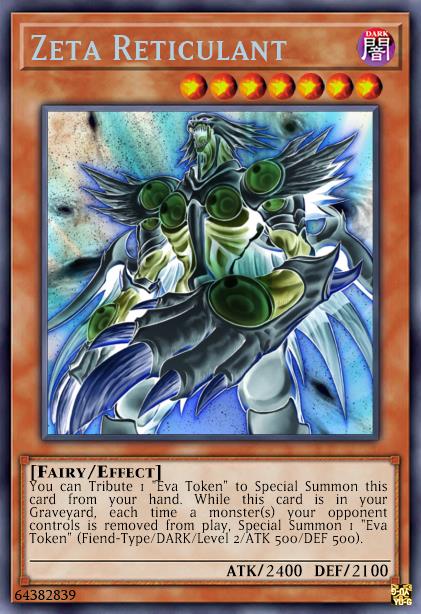 Zeta Reticulant
DARK
闇
[Fairy/Effect]
You can Tribute 1 "Eva Token" to Special Summon this
card from your hand. While this card is in your
Graveyard, each time a monster(s) your opponent
controls is removed from play, Special Summon 1 "Eva
Token" (Fiend-Type/DARK/Level 2/ATK 500/DEF 500).
ATK/2400 DEF/2100
64382839